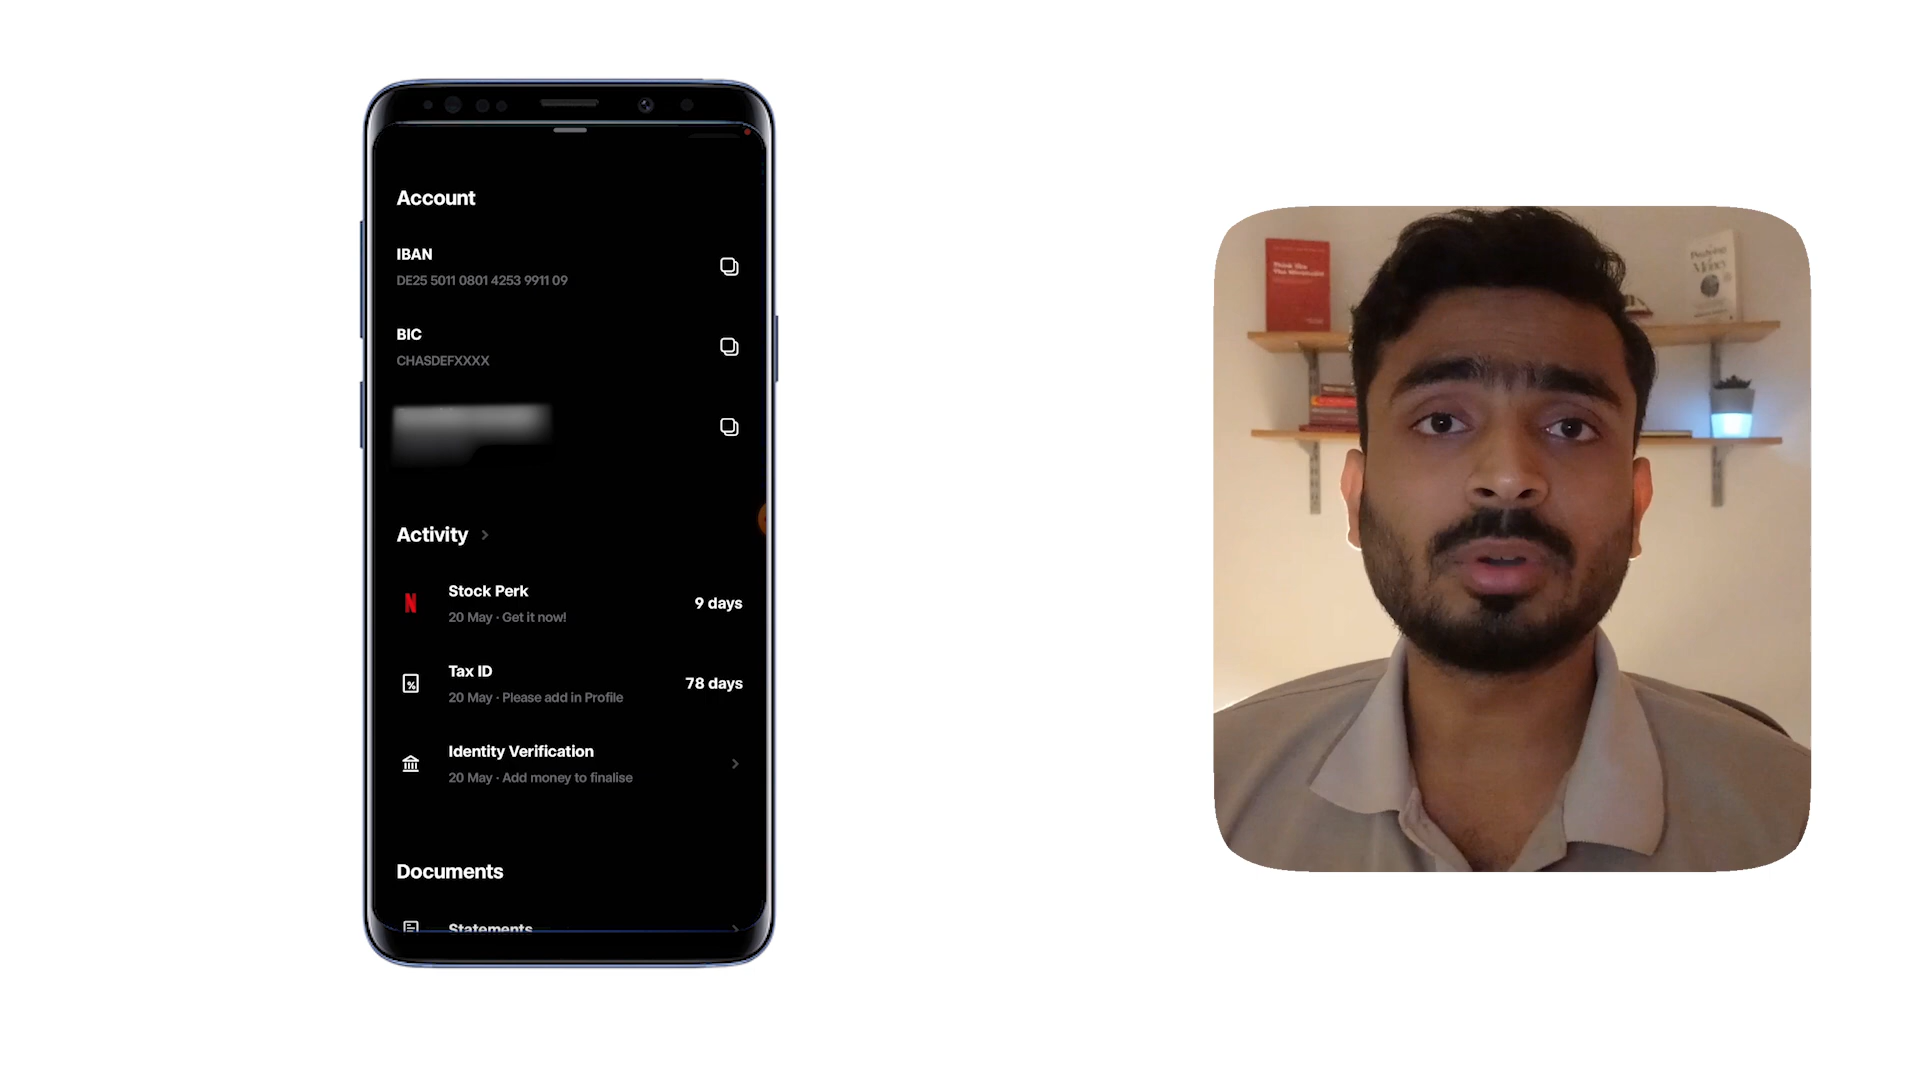 Account
IBAN
DE25 5011 0801 4253 9911 09
BIC
CHASDEFXXXX
Activity
N
Stock Perk
20 May · Get it now!
9 days
Tax ID
20 May · Please add in Profile
78 days
Identity Verification
20 May · Add money to finalise
Documents
Statements
Money